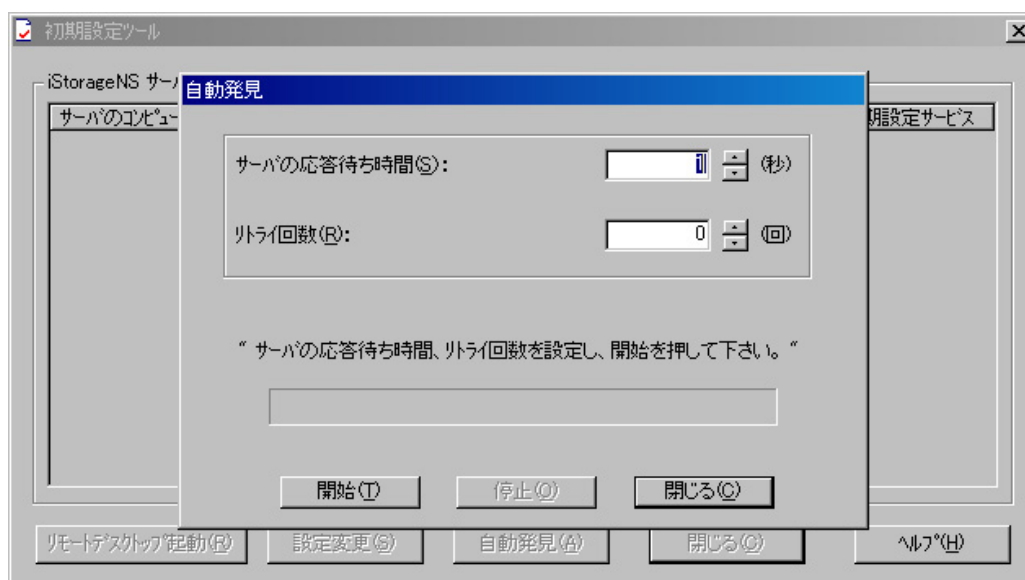 初期設定ツール
iStorageNS サー
サーバのコンピュー
期設定サービス
自動発見
サーバの応答待ち時間(S):
1
(秒)
リトライ回数(R):
0
(回)
“ サーバの応答待ち時間、リトライ回数を設定し、開始を押して下さい。“
開始(T)
停止(O)
閉じる(C)
リモートデスクトップ起動(R)
設定変更(S)
自動発見(A)
閉じる(C)
ヘルプ(H)